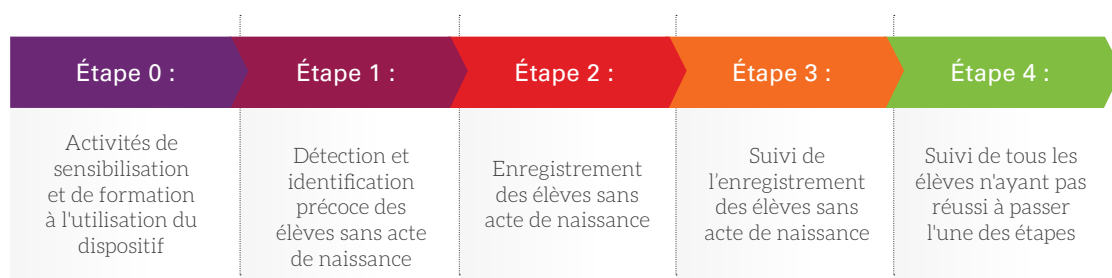 Étape 0 :
Activités de
sensibilisation
et de formation
à l'utilisation du
dispositif
Étape 1 :
Détection et
identification
précoce des
élèves sans acte
de naissance
Étape 2 :
Enregistrement
des élèves sans
acte de naissance
Étape 3 :
Suivi de
l’enregistrement
des élèves sans
acte de naissance
Étape 4 :
Suivi de tous les
élèves n'ayant pas
réussi à passer
l'une des étapes